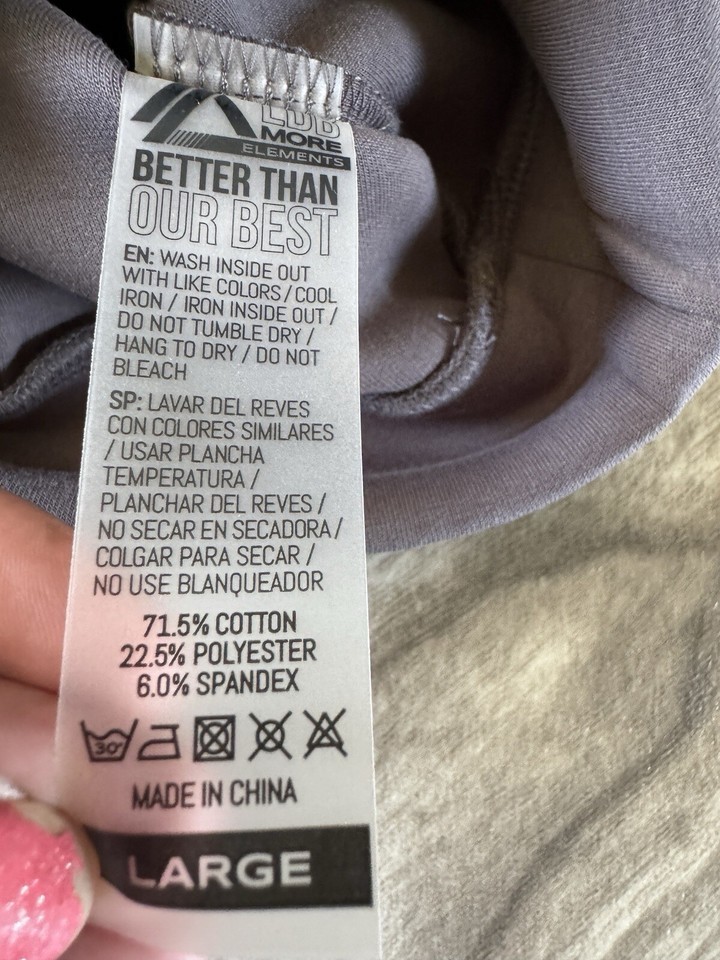 MORE
ELEMENTS
BETTER THAN
OUR BEST
EN: WASH INSIDE OUT
WITH LIKE COLORS / COOL
IRON / IRON INSIDE OUT /
DO NOT TUMBLE DRY /
HANG TO DRY / DO NOT
BLEACH
SP: LAVAR DEL REVES
CON COLORES SIMILARES
/ USAR PLANCHA
TEMPERATURA /
PLANCHAR DEL REVES /
NO SECAR EN SECADORA /
COLGAR PARA SECAR /
NO USE BLANQUEADOR
71.5% COTTON
22.5% POLYESTER
6.0% SPANDEX
30°
MADE IN CHINA
LARGE